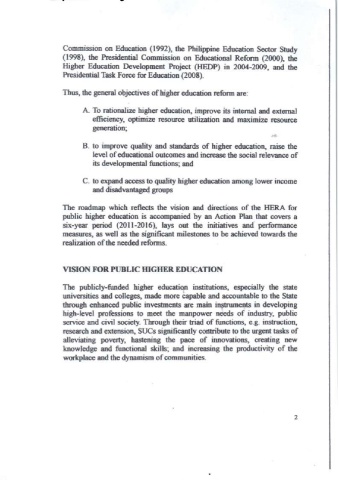 Commission on Education (1992), the Philippine Education Sector Study
(1998), the Presidential Commission on Educational Reform (2000), the
Higher Education Development Project (HEDP) in 2004-2009, and the
Presidential Task Force for Education (2008).
Thus, the general objectives of higher education reform are:
A. To rationalize higher education, improve its internal and external
efficiency, optimize resource utilization and maximize resource
generation;
B. to improve quality and standards of higher education, raise the
level of educational outcomes and increase the social relevance of
its developmental functions; and
C. to expand access to quality higher education among lower income
and disadvantaged groups
The roadmap which reflects the vision and directions of the HERA for
public higher education is accompanied by an Action Plan that covers a
six-year period (2011-2016), lays out the initiatives and performance
measures, as well as the significant milestones to be achieved towards the
realization of the needed reforms.
VISION FOR PUBLIC HIGHER EDUCATION
The publicly-funded higher education institutions, especially the state
universities and colleges, made more capable and accountable to the State
through enhanced public investments are main instruments in developing
high-level professions to meet the manpower needs of industry, public
service and civil society. Through their triad of functions, e.g. instruction,
research and extension, SUCs significantly contribute to the urgent tasks of
alleviating poverty, hastening the pace of innovations, creating new
knowledge and functional skills; and increasing the productivity of the
workplace and the dynamism of communities.
2